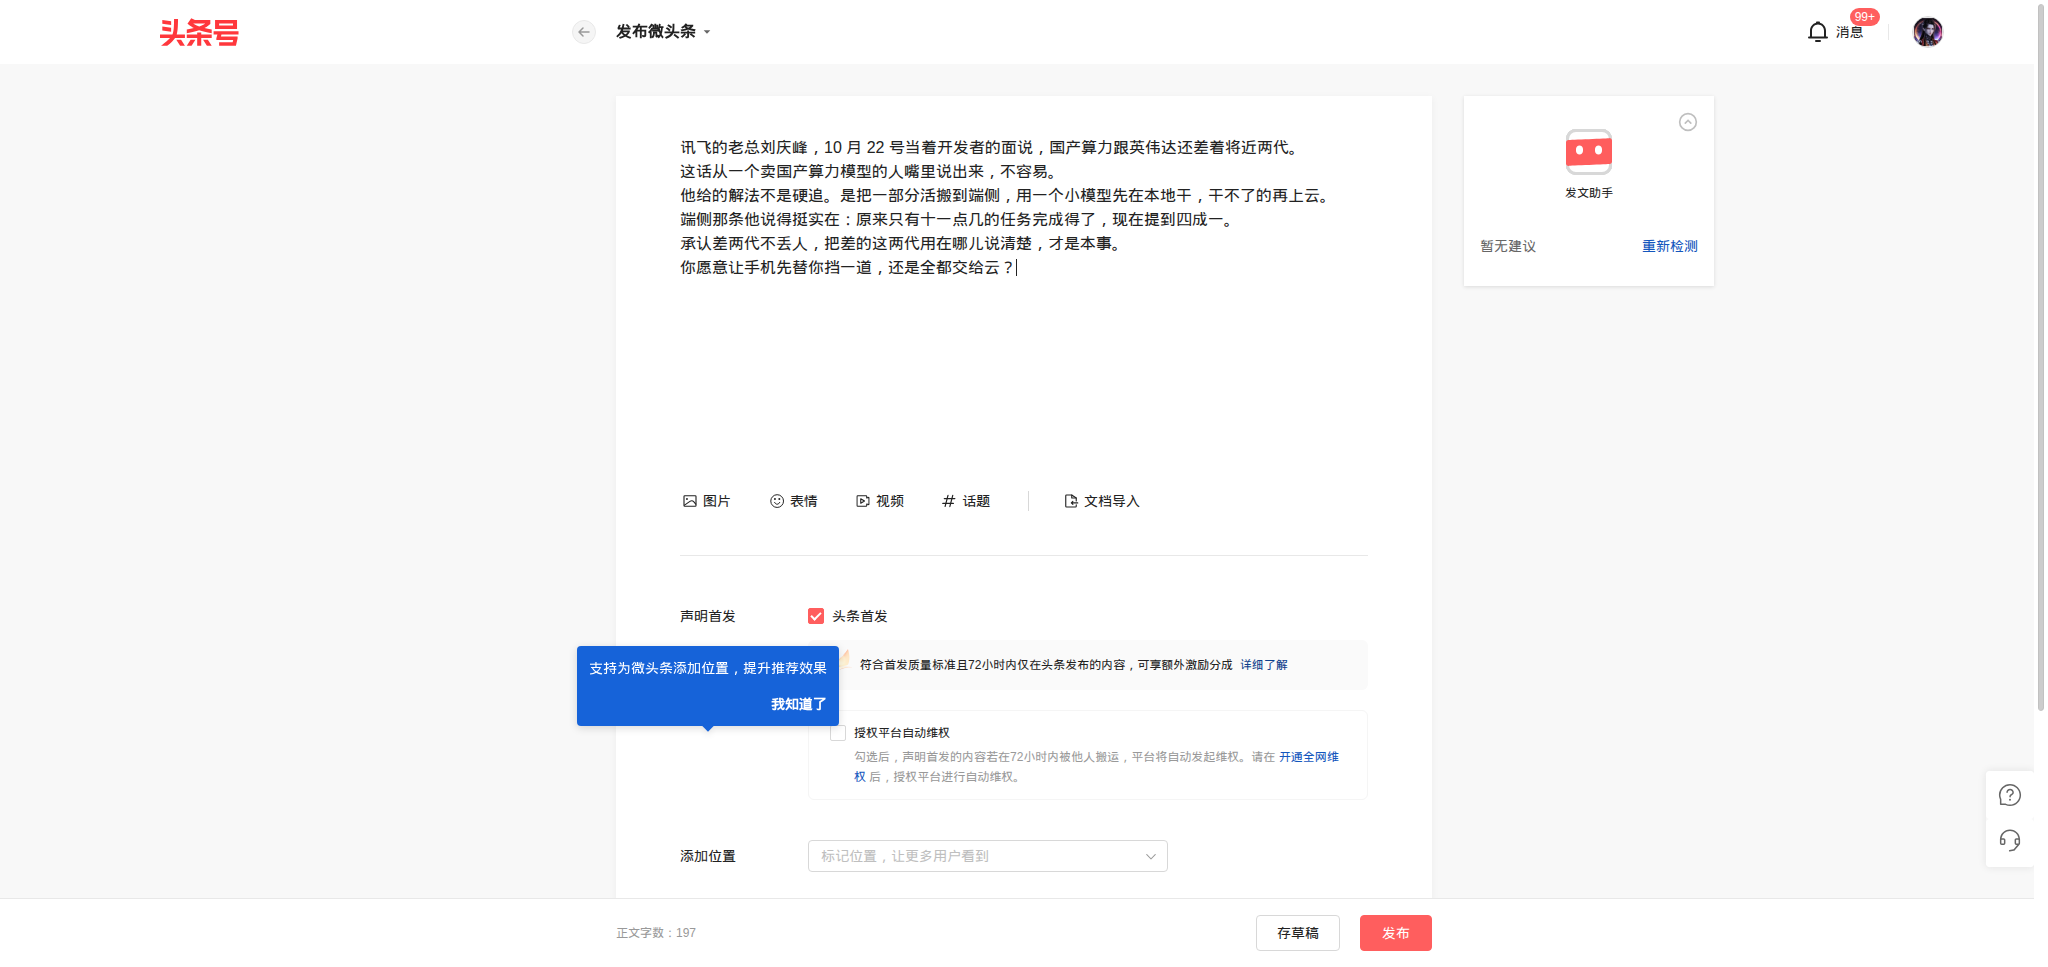 头条号
发布微头条
消息
99+
讯飞的老总刘庆峰，10 月 22 号当着开发者的面说，国产算力跟英伟达还差着将近两代。
这话从一个卖国产算力模型的人嘴里说出来，不容易。
他给的解法不是硬追。是把一部分活搬到端侧，用一个小模型先在本地干，干不了的再上云。
端侧那条他说得挺实在：原来只有十一点几的任务完成得了，现在提到四成一。
承认差两代不丢人，把差的这两代用在哪儿说清楚，才是本事。
你愿意让手机先替你挡一道，还是全都交给云？
发文助手
暂无建议
重新检测
图片
表情
视频
# 话题
文档导入
声明首发
头条首发
符合首发质量标准且72小时内仅在头条发布的内容，可享额外激励分成 详细了解
支持为微头条添加位置，提升推荐效果
我知道了
授权平台自动维权
勾选后，声明首发的内容若在72小时内被他人搬运，平台将自动发起维权。请在 开通全网维
权 后，授权平台进行自动维权。
添加位置
标记位置，让更多用户看到
正文字数：197
存草稿
发布